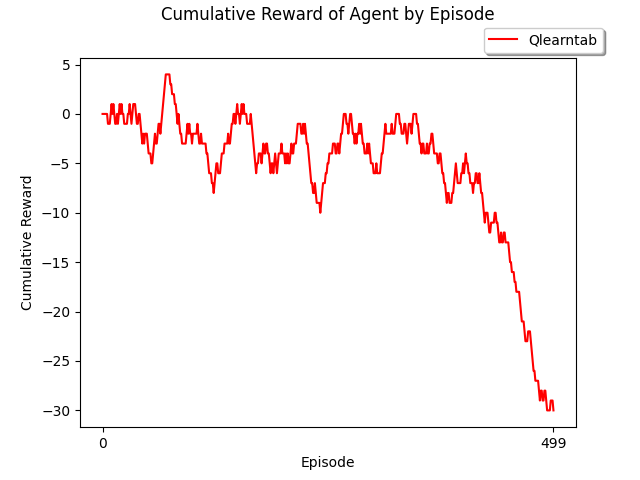 Cumulative Reward of Agent by Episode
Qlearntab
5
0
−5
−10
−15
−20
−25
−30
Cumulative Reward
0
499
Episode